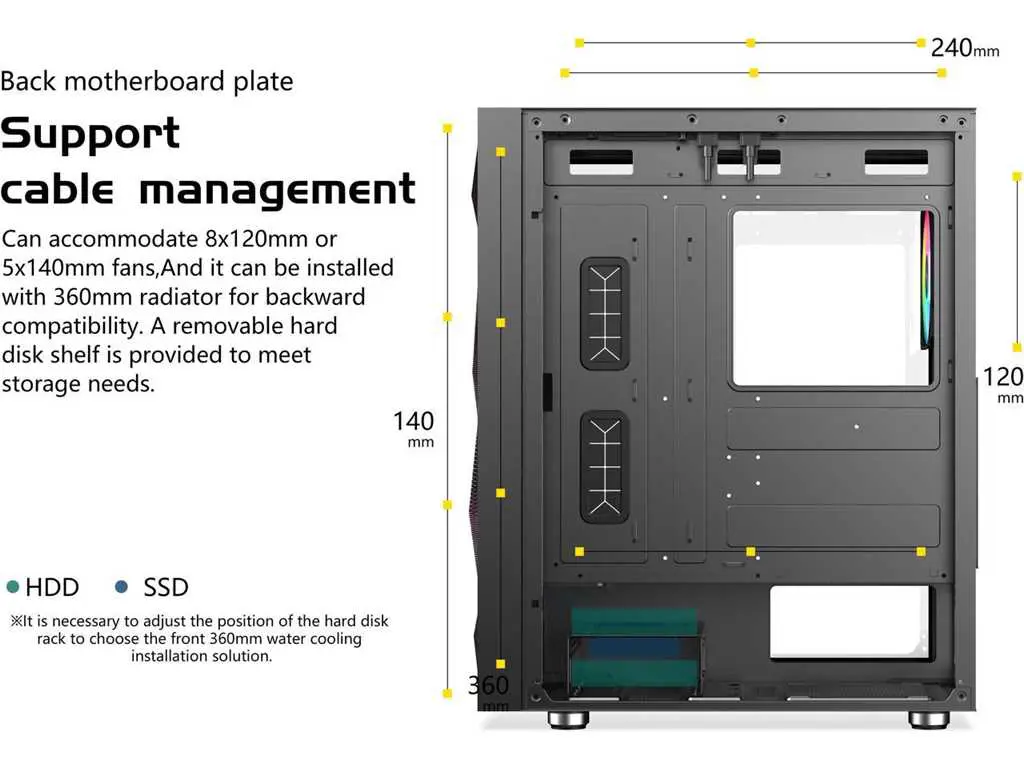 240mm
Back motherboard plate
Support
cable management
Can accommodate 8x120mm or
5x140mm fans,And it can be installed
with 360mm radiator for backward
compatibility. A removable hard
disk shelf is provided to meet
storage needs.
120
mm
140
mm
HDD SSD
※It is necessary to adjust the position of the hard disk
rack to choose the front 360mm water cooling
installation solution.
360
mm